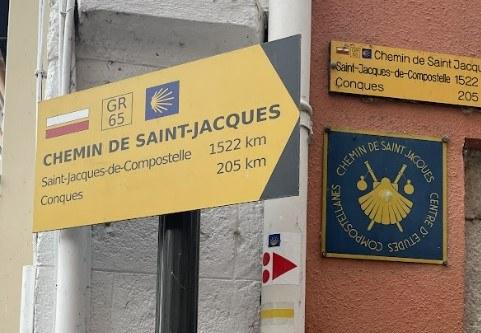 GR
65
CHEMIN DE SAINT-JACQUES
Saint-Jacques-de-Compostelle 1522 km
Conques 205 km
Chemin de Saint Jacqu
Saint-Jacques-de-Compostelle 1522
Conques 205
CHEMIN DE SAINT JACQUES
CENTRE D'ETUDES COMPOSTELLANES